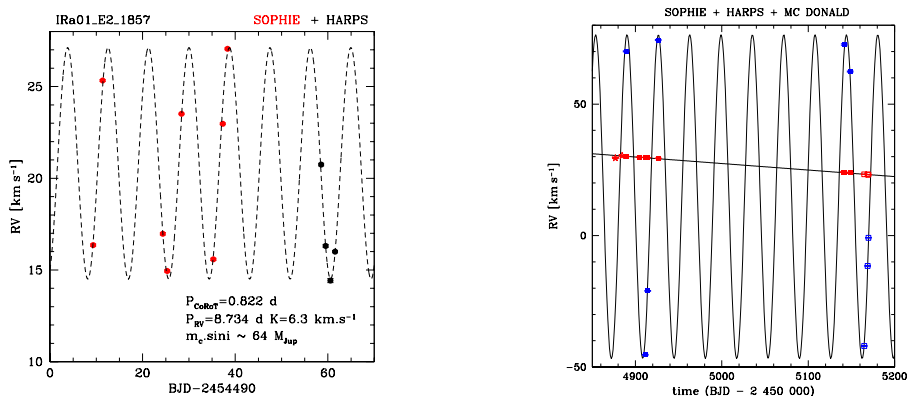 IRa01_E2_1857 SOPHIE + HARPS
RV [km s⁻¹]
25
20
15
10
P_CoRoT=0.822 d
P_RV=8.734 d K=6.3 km.s⁻¹
m_c.sini ~ 64 M_Jup
0 20 40 60
BJD-2454490
SOPHIE + HARPS + MC DONALD
RV [km s⁻¹]
50
0
-50
4900 5000 5100 5200
time (BJD - 2 450 000)